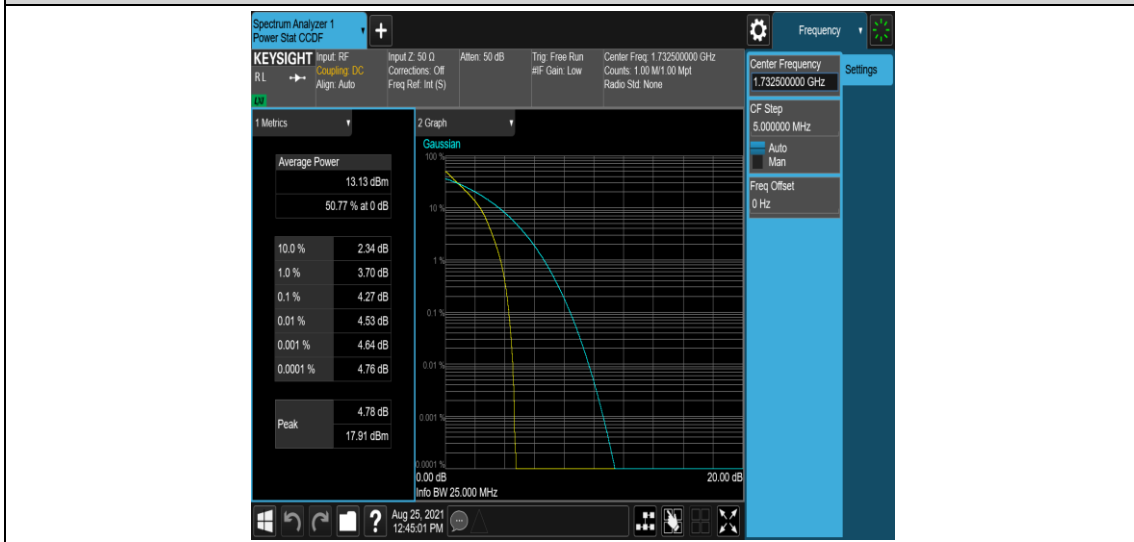 Spectrum Analyzer 1
Power Stat CCDF
+
Frequency
KEYSIGHT
RL
LXI
Input: RF
Coupling: DC
Align: Auto
Input Z: 50 Ω
Corrections: Off
Freq Ref: Int (S)
Atten: 50 dB
Trig: Free Run
#IF Gain: Low
Center Freq: 1.732500000 GHz
Counts: 1.00 M/1.00 Mpt
Radio Std: None
Center Frequency
1.732500000 GHz
Settings
CF Step
5.000000 MHz
Auto
Man
Freq Offset
0 Hz
1 Metrics
Average Power
13.13 dBm
50.77 % at 0 dB
10.0 % 2.34 dB
1.0 % 3.70 dB
0.1 % 4.27 dB
0.01 % 4.53 dB
0.001 % 4.64 dB
0.0001 % 4.76 dB
Peak
4.78 dB
17.91 dBm
2 Graph
Gaussian
100 %
10 %
1 %
0.1 %
0.01 %
0.001 %
0.0001 %
0.00 dB 20.00 dB
Info BW 25.000 MHz
?
Aug 25, 2021
12:45:01 PM